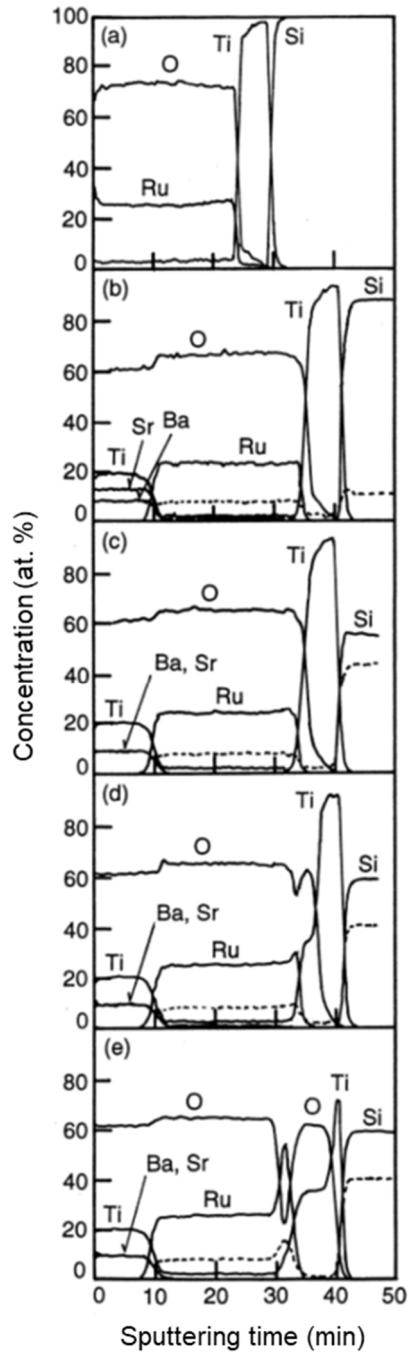 Concentration (at. %)
100
80
60
40
20
0
(a)
O
Ti
Si
Ru
80
60
40
20
0
(b)
O
Ti
Si
Sr
Ba
Ti
Ru
80
60
40
20
0
(c)
O
Ti
Si
Ba, Sr
Ti
Ru
80
60
40
20
0
(d)
O
Ti
Si
Ba, Sr
Ti
Ru
80
60
40
20
0
(e)
O
O
Ti
Si
Ba, Sr
Ti
Ru
0 10 20 30 40 50
Sputtering time (min)